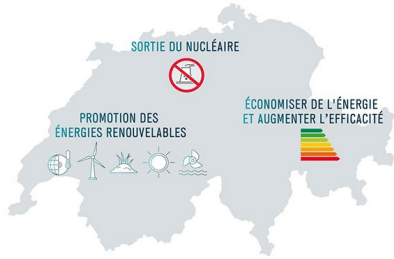 SORTIE DU NUCLÉAIRE
PROMOTION DES
ÉNERGIES RENOUVELABLES
ÉCONOMISER DE L'ÉNERGIE
ET AUGMENTER L'EFFICACITÉ